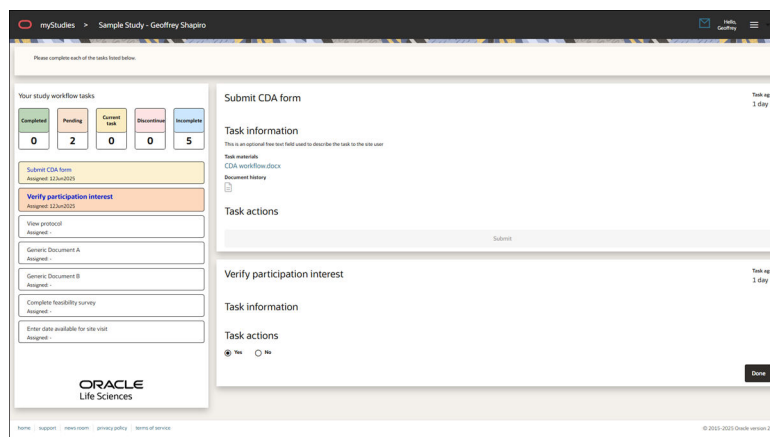 myStudies > Sample Study - Geoffrey Shapiro
Hello,
Geoffrey
Please complete each of the tasks listed below.
Your study workflow tasks
Completed Pending Current task Discontinue Incomplete
0 2 0 0 5
Submit CDA form
Assigned: 12Jun2025
Verify participation interest
Assigned: 12Jun2025
View protocol
Assigned: -
Generic Document A
Assigned: -
Generic Document B
Assigned: -
Complete feasibility survey
Assigned: -
Enter date available for site visit
Assigned: -
ORACLE
Life Sciences
Submit CDA form
Task ag
1 day
Task information
This is an optional free text field used to describe the task to the site user
Task materials
CDA workflow.docx
Document history
Task actions
Submit
Verify participation interest
Task ag
1 day
Task information
Task actions
Yes No
Done
home | support | news room | privacy policy | terms of service
© 2015-2025 Oracle version 2